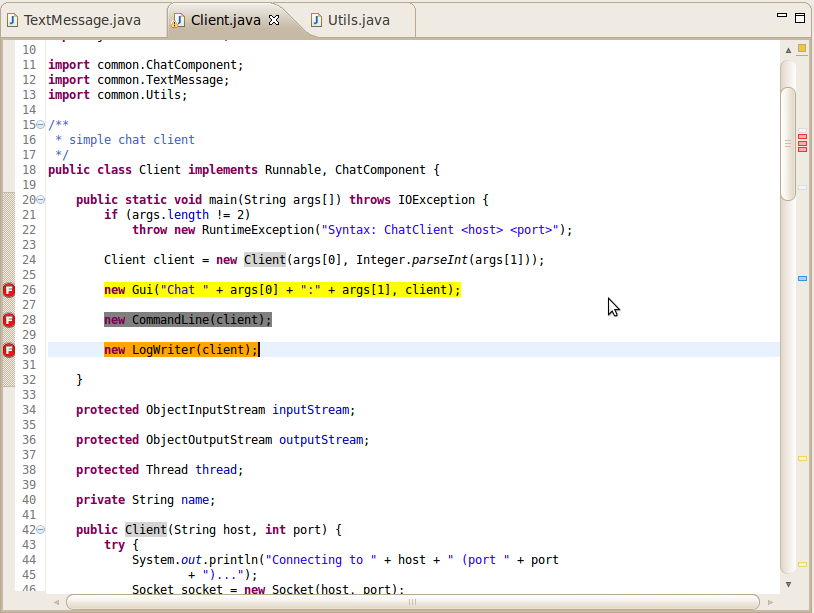 TextMessage.java Client.java Utils.java
10
11 import common.ChatComponent;
12 import common.TextMessage;
13 import common.Utils;
14
15 /**
16 * simple chat client
17 */
18 public class Client implements Runnable, ChatComponent {
19
20 public static void main(String args[]) throws IOException {
21 if (args.length != 2)
22 throw new RuntimeException("Syntax: ChatClient <host> <port>");
23
24 Client client = new Client(args[0], Integer.parseInt(args[1]));
25
F 26 new Gui("Chat " + args[0] + ":" + args[1], client);
27
F 28 new CommandLine(client);
29
F 30 new LogWriter(client);
31
32 }
33
34 protected ObjectInputStream inputStream;
35
36 protected ObjectOutputStream outputStream;
37
38 protected Thread thread;
39
40 private String name;
41
42 public Client(String host, int port) {
43 try {
44 System.out.println("Connecting to " + host + " (port " + port
45 + ")...");
46 Socket socket = new Socket(host, port);